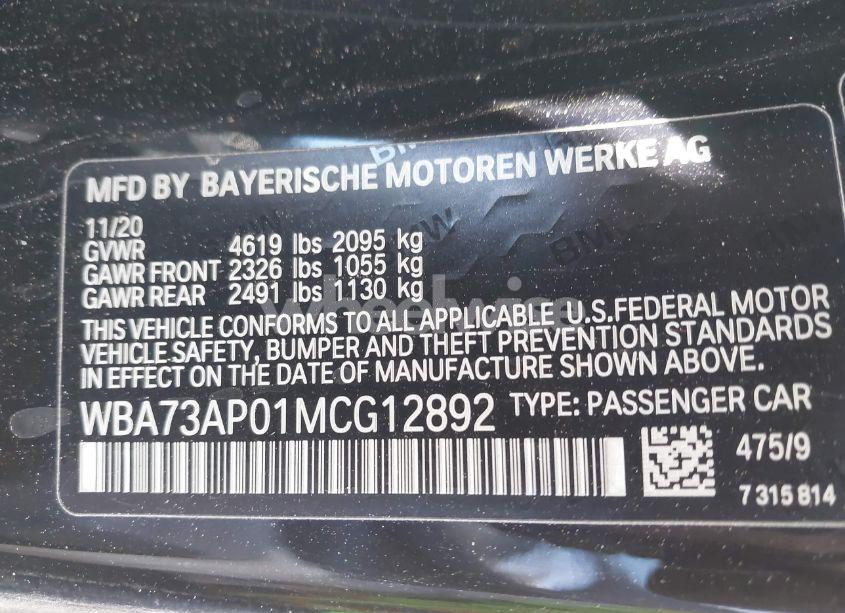 MFD BY BAYERISCHE MOTOREN WERKE AG
11/20
GVWR 4619 lbs 2095 kg
GAWR FRONT 2326 lbs 1055 kg
GAWR REAR 2491 lbs 1130 kg
THIS VEHICLE CONFORMS TO ALL APPLICABLE U.S.FEDERAL MOTOR
VEHICLE SAFETY, BUMPER AND THEFT PREVENTION STANDARDS
IN EFFECT ON THE DATE OF MANUFACTURE SHOWN ABOVE.
WBA73AP01MCG12892 TYPE: PASSENGER CAR
475/9
7 315 814
wheelwise